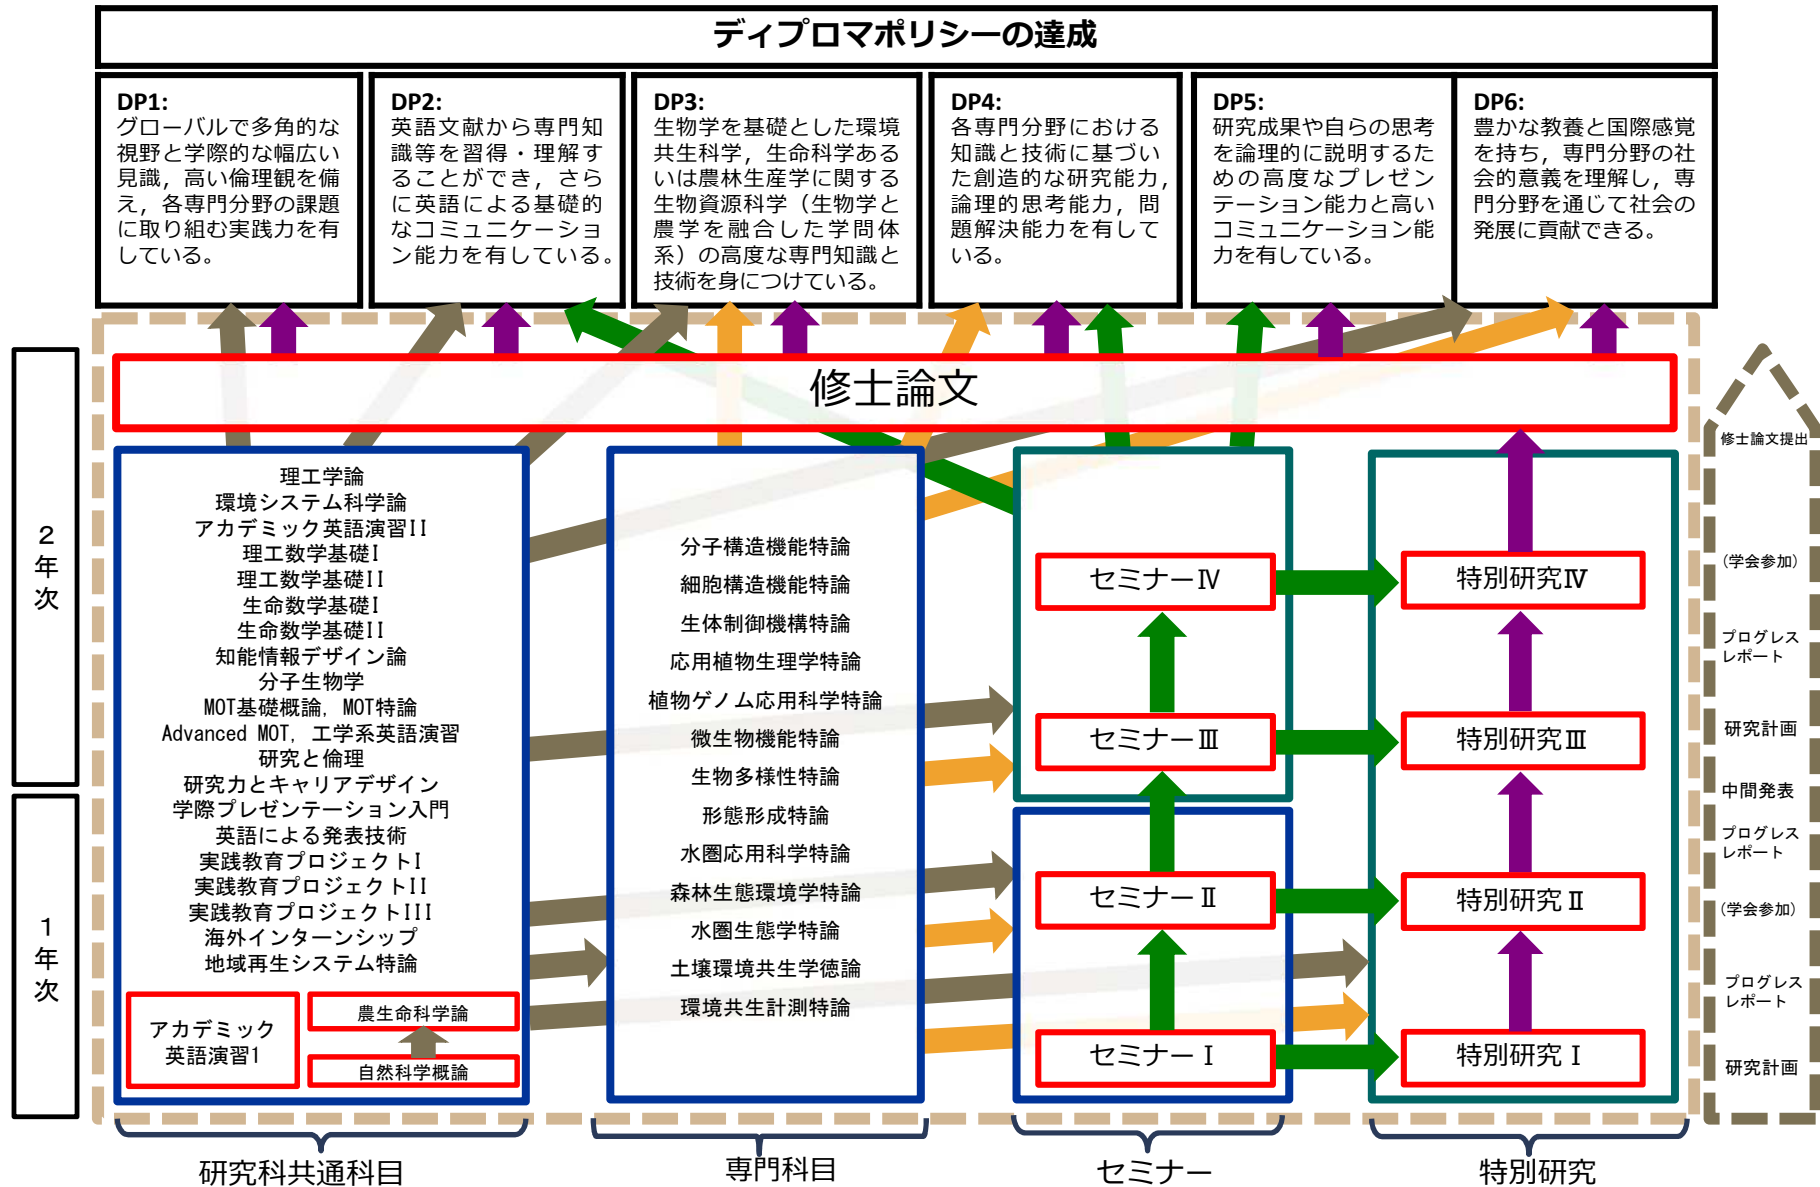 ディプロマポリシーの達成
DP1:
グローバルで多角的な
視野と学際的な幅広い
見識，高い倫理観を備
え，各専門分野の課題
に取り組む実践力を有
している。
DP2:
英語文献から専門知
識等を習得・理解す
ることができ，さら
に英語による基礎的
なコミュニケーショ
ン能力を有している。
DP3:
生物学を基礎とした環境
共生科学，生命科学ある
いは農林生産学に関する
生物資源科学（生物学と
農学を融合した学問体
系）の高度な専門知識と
技術を身につけている。
DP4:
各専門分野における
知識と技術に基づい
た創造的な研究能力，
論理的思考能力，問
題解決能力を有して
いる。
DP5:
研究成果や自らの思考
を論理的に説明するた
めの高度なプレゼン
テーション能力と高い
コミュニケーション能
力を有している。
DP6:
豊かな教養と国際感覚
を持ち，専門分野の社
会的意義を理解し，専
門分野を通じて社会の
発展に貢献できる。
修士論文
２
年
次
１
年
次
理工学論
環境システム科学論
アカデミック英語演習II
理工数学基礎I
理工数学基礎II
生命数学基礎I
生命数学基礎II
知能情報デザイン論
分子生物学
MOT基礎概論，MOT特論
Advanced MOT，工学系英語演習
研究と倫理
研究力とキャリアデザイン
学際プレゼンテーション入門
英語による発表技術
実践教育プロジェクトI
実践教育プロジェクトII
実践教育プロジェクトIII
海外インターンシップ
地域再生システム特論
アカデミック
英語演習1
農生命科学論
自然科学概論
分子構造機能特論
細胞構造機能特論
生体制御機構特論
応用植物生理学特論
植物ゲノム応用科学特論
微生物機能特論
生物多様性特論
形態形成特論
水圏応用科学特論
森林生態環境学特論
水圏生態学特論
土壌環境共生学徳論
環境共生計測特論
セミナーⅣ
セミナーⅢ
セミナーⅡ
セミナーⅠ
特別研究Ⅳ
特別研究Ⅲ
特別研究Ⅱ
特別研究Ⅰ
修士論文提出
(学会参加)
プログレス
レポート
研究計画
中間発表
プログレス
レポート
(学会参加)
プログレス
レポート
研究計画
研究科共通科目
専門科目
セミナー
特別研究